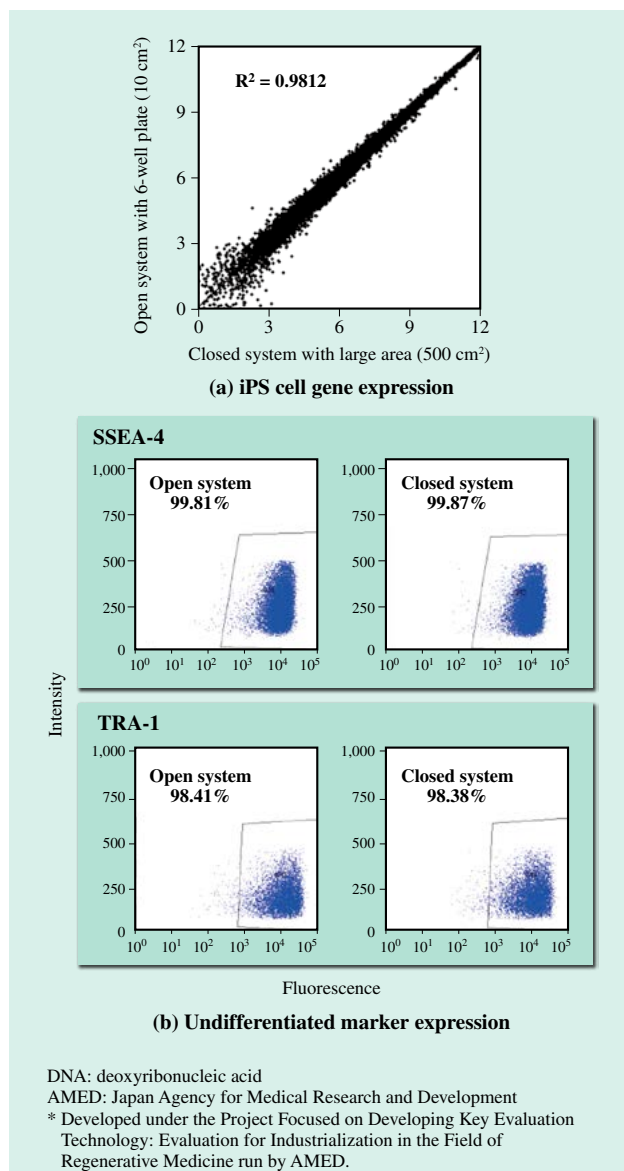 12
9
6
3
0
R² = 0.9812
Open system with 6-well plate (10 cm²)
0 3 6 9 12
Closed system with large area (500 cm²)
(a) iPS cell gene expression
SSEA-4
1,000
750
500
250
0
Open system
99.81%
10⁰ 10¹ 10² 10³ 10⁴ 10⁵
1,000
750
500
250
0
Closed system
99.87%
10⁰ 10¹ 10² 10³ 10⁴ 10⁵
Intensity
TRA-1
1,000
750
500
250
0
Open system
98.41%
10⁰ 10¹ 10² 10³ 10⁴ 10⁵
1,000
750
500
250
0
Closed system
98.38%
10⁰ 10¹ 10² 10³ 10⁴ 10⁵
Fluorescence
(b) Undifferentiated marker expression
DNA: deoxyribonucleic acid
AMED: Japan Agency for Medical Research and Development
* Developed under the Project Focused on Developing Key Evaluation
Technology: Evaluation for Industrialization in the Field of
Regenerative Medicine run by AMED.